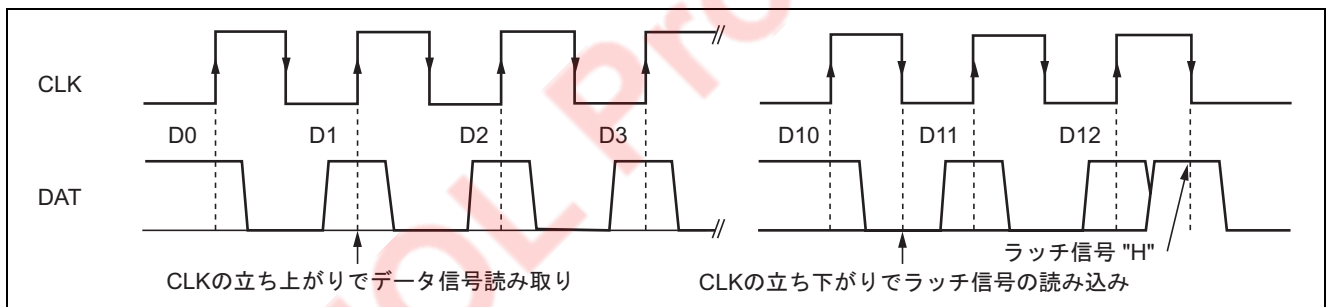 CLK
D0 D1 D2 D3 D10 D11 D12
DAT
ラッチ信号 "H"
CLKの立ち上がりでデータ信号読み取り
CLKの立ち下がりでラッチ信号の読み込み